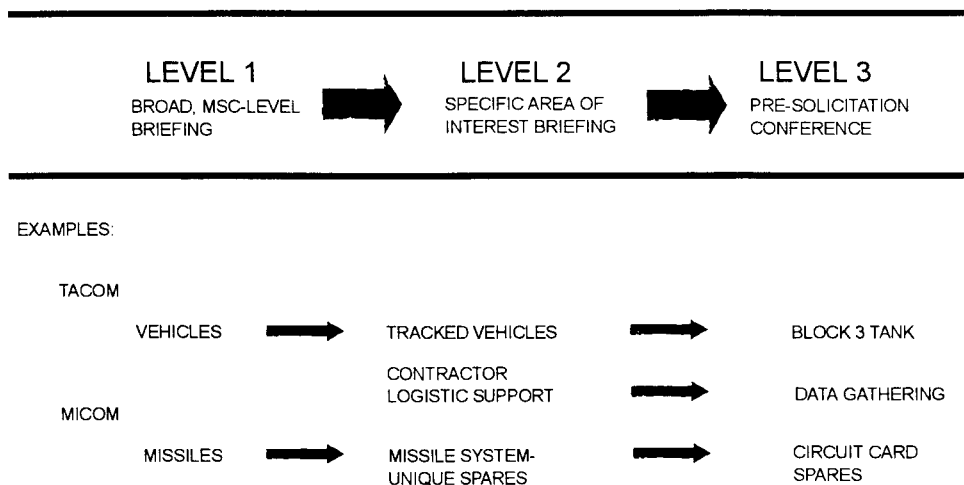 LEVEL 1
BROAD, MSC-LEVEL
BRIEFING
LEVEL 2
SPECIFIC AREA OF
INTEREST BRIEFING
LEVEL 3
PRE-SOLICITATION
CONFERENCE
EXAMPLES:
TACOM
VEHICLES
TRACKED VEHICLES
BLOCK 3 TANK
CONTRACTOR
LOGISTIC SUPPORT
DATA GATHERING
MICOM
MISSILES
MISSILE SYSTEM-
UNIQUE SPARES
CIRCUIT CARD
SPARES